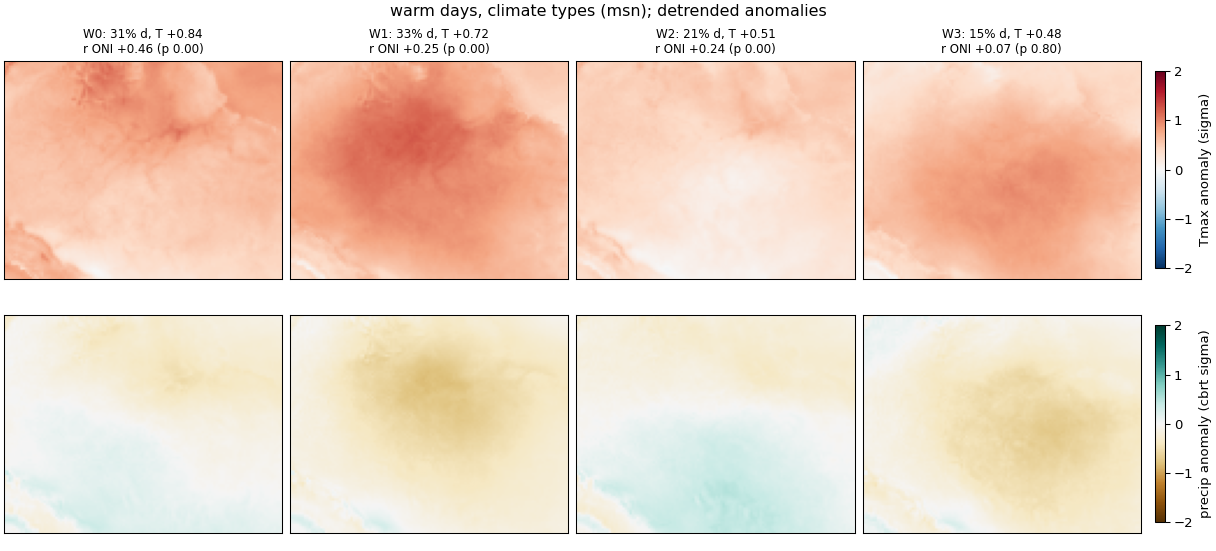 warm days, climate types (msn); detrended anomalies
W0: 31% d, T +0.84
r ONI +0.46 (p 0.00)
W1: 33% d, T +0.72
r ONI +0.25 (p 0.00)
W2: 21% d, T +0.51
r ONI +0.24 (p 0.00)
W3: 15% d, T +0.48
r ONI +0.07 (p 0.80)
2
1
0
−1
−2
Tmax anomaly (sigma)
2
1
0
−1
−2
precip anomaly (cbrt sigma)